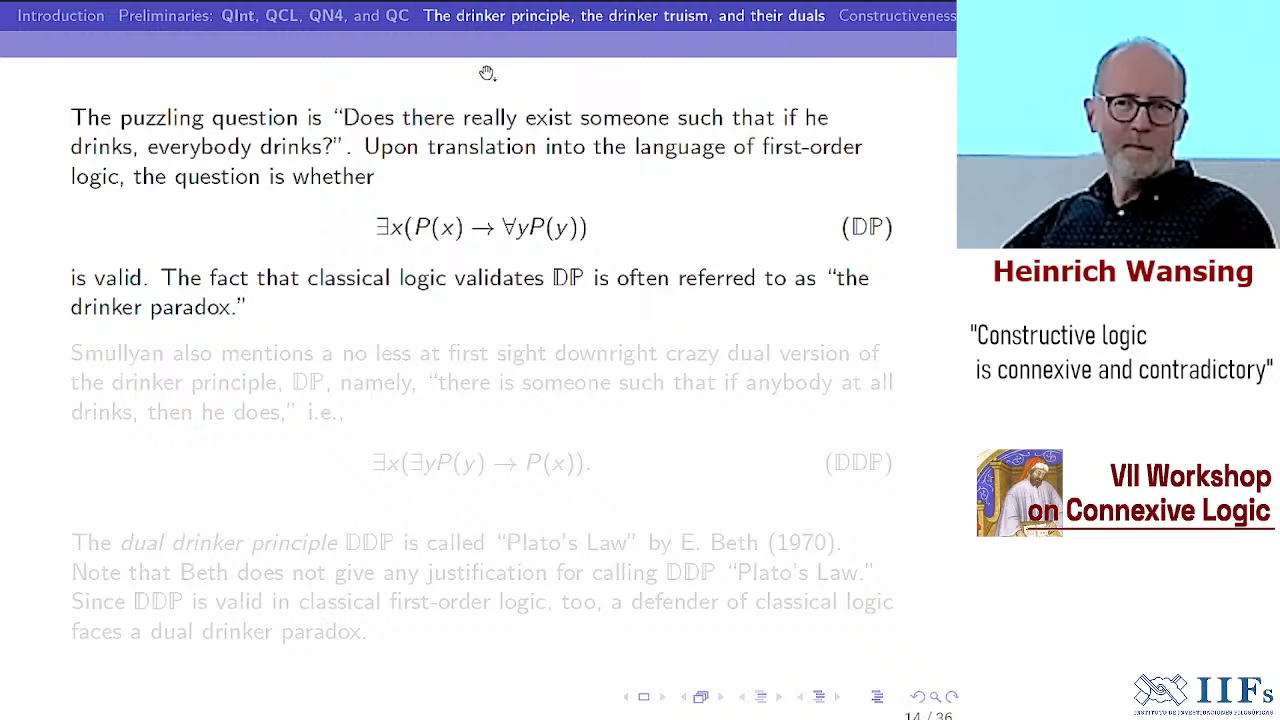 Introduction Preliminaries: QInt, QCL, QN4, and QC The drinker principle, the drinker truism, and their duals Constructiveness
The puzzling question is “Does there really exist someone such that if he
drinks, everybody drinks?”. Upon translation into the language of first-order
logic, the question is whether
∃x(P(x) → ∀yP(y)) (𝔻ℙ)
is valid. The fact that classical logic validates 𝔻ℙ is often referred to as “the
drinker paradox.”
Smullyan also mentions a no less at first sight downright crazy dual version of
the drinker principle, 𝔻ℙ, namely, “there is someone such that if anybody at all
drinks, then he does,” i.e.,
∃x(∃yP(y) → P(x)). (𝔻𝔻ℙ)
The dual drinker principle 𝔻𝔻ℙ is called “Plato’s Law” by E. Beth (1970).
Note that Beth does not give any justification for calling 𝔻𝔻ℙ “Plato’s Law.”
Since 𝔻𝔻ℙ is valid in classical first-order logic, too, a defender of classical logic
faces a dual drinker paradox.
14 / 36
Heinrich Wansing
"Constructive logic
is connexive and contradictory"
VII Workshop
on Connexive Logic
IIFs
INSTITUTO DE INVESTIGACIONES FILOSÓFICAS